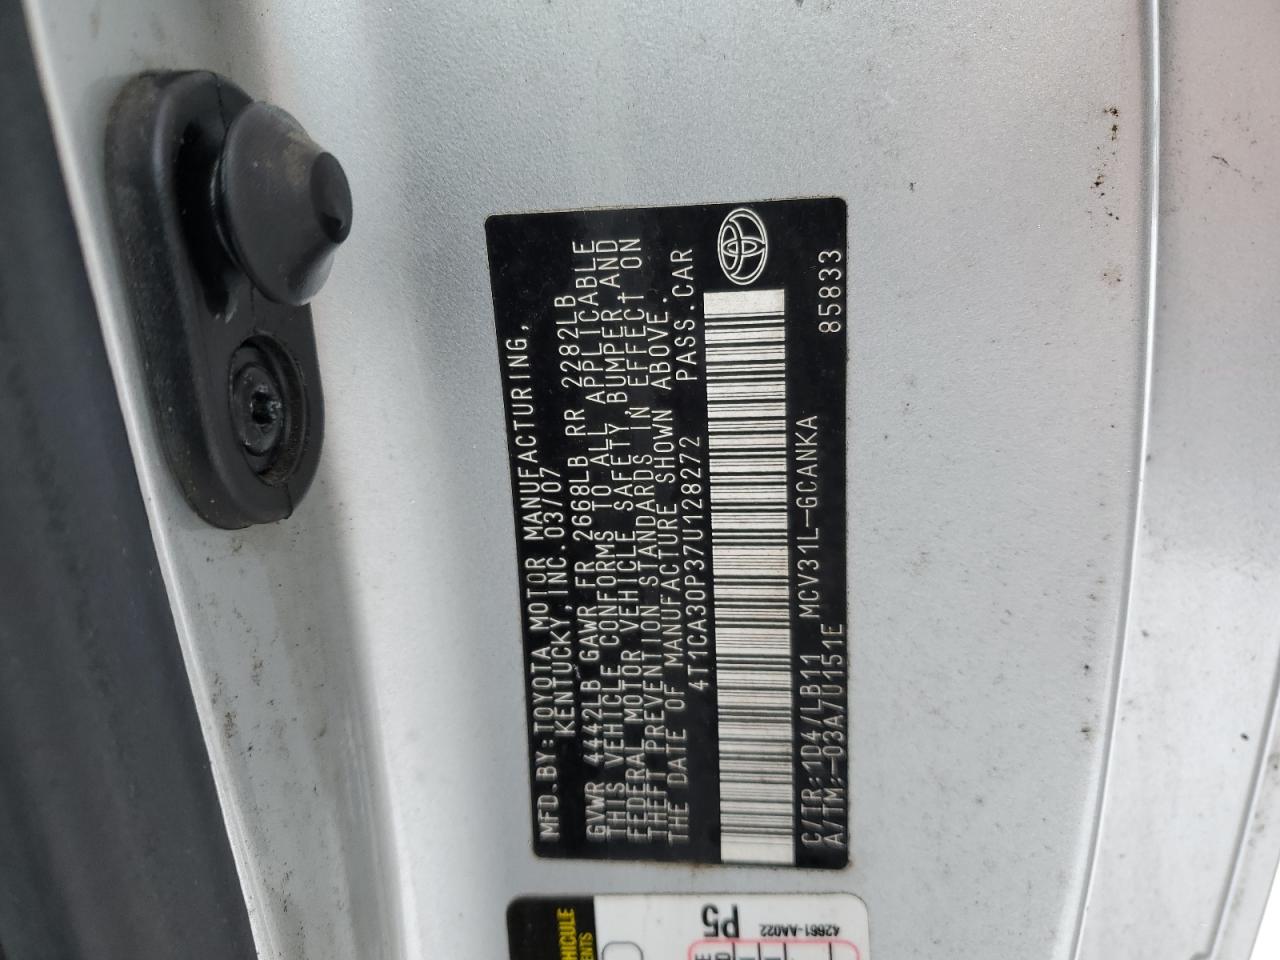 MFD.BY:TOYOTA MOTOR MANUFACTURING,
KENTUCKY,INC.03/07
GVWR 4442LB GAWR FR 2668LB RR 2282LB
THIS VEHICLE CONFORMS TO ALL APPLICABLE
FEDERAL MOTOR VEHICLE SAFETY,BUMPER,AND
THEFT PREVENTION STANDARDS IN EFFECT ON
THE DATE OF MANUFACTURE SHOWN ABOVE.
4T1CA30P37U128272 PASS.CAR
C/TR:1D4/LB11 MCV31L-GCANKA
A/TM:-03A/U151E 85833
P5
42661-AA022